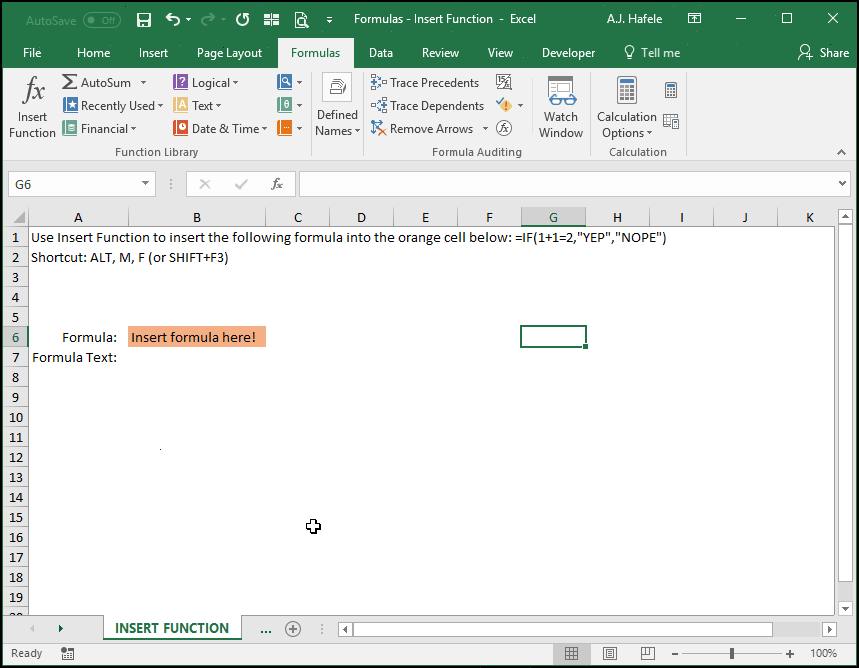 AutoSave Off Formulas - Insert Function - Excel A.J. Hafele
File Home Insert Page Layout Formulas Data Review View Developer Tell me Share
fx Insert Function
AutoSum
Recently Used
Financial
Logical
Text
Date & Time
Function Library
Defined Names
Trace Precedents
Trace Dependents
Remove Arrows
Formula Auditing
Watch Window
Calculation Options
Calculation
G6 fx
A B C D E F G H I J K
1 Use Insert Function to insert the following formula into the orange cell below: =IF(1+1=2,"YEP","NOPE")
2 Shortcut: ALT, M, F (or SHIFT+F3)
3
4
5
6 Formula: Insert formula here!
7 Formula Text:
8
9
10
11
12
13
14
15
16
17
18
19
INSERT FUNCTION ...
Ready 100%